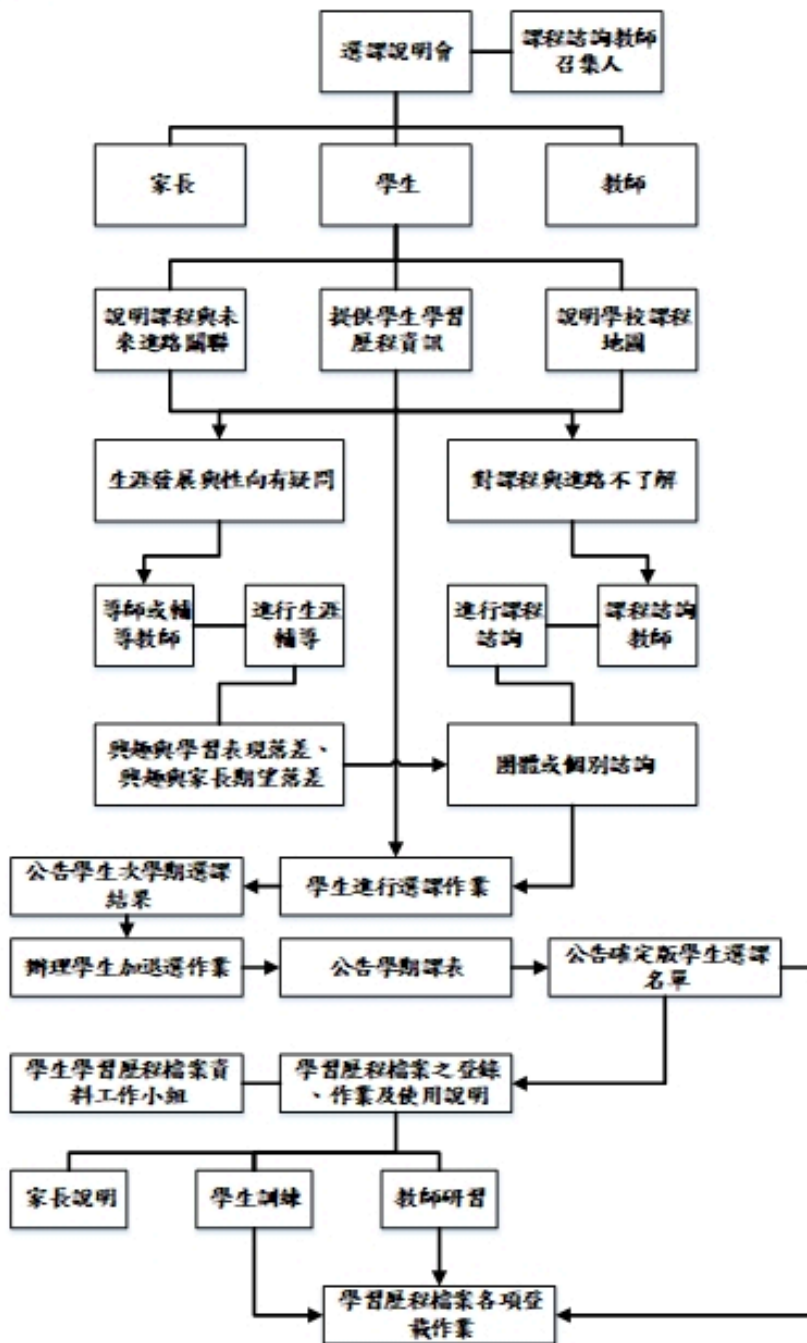 選課說明會
課程諮詢教師
召集人
家長
學生
教師
說明課程與未
來進路關聯
提供學生學習
歷程資訊
說明學校課程
地圖
生涯發展與性向有疑問
對課程與進路不了解
導師或輔
導教師
進行生涯
輔導
進行課程
諮詢
課程諮詢
教師
興趣與學習表現落差、
興趣與家長期望落差
團體或個別諮詢
公告學生次學期選課
結果
學生進行選課作業
辦理學生加退選作業
公告學期課表
公告確定版學生選課
名單
學生學習歷程檔案資
料工作小組
學習歷程檔案之登錄
、作業及使用說明
家長說明
學生訓練
教師研習
學習歷程檔案各項登
載作業